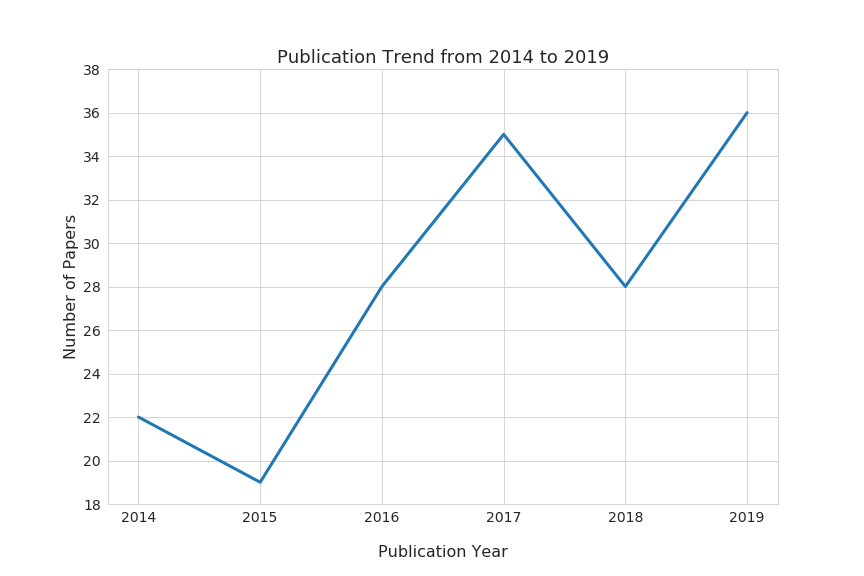 Publication Trend from 2014 to 2019
38
36
34
32
30
28
26
24
22
20
18
Number of Papers
2014 2015 2016 2017 2018 2019
Publication Year